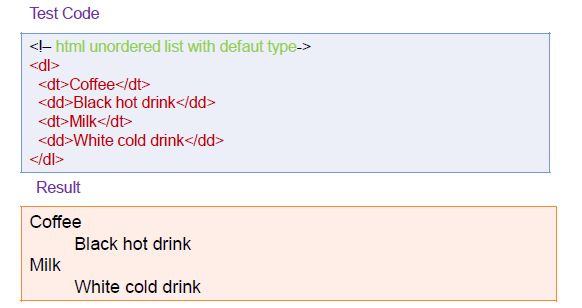 Test Code
<!– html unordered list with defaut type->
<dl>
<dt>Coffee</dt>
<dd>Black hot drink</dd>
<dt>Milk</dt>
<dd>White cold drink</dd>
</dl>
Result
Coffee
Black hot drink
Milk
White cold drink